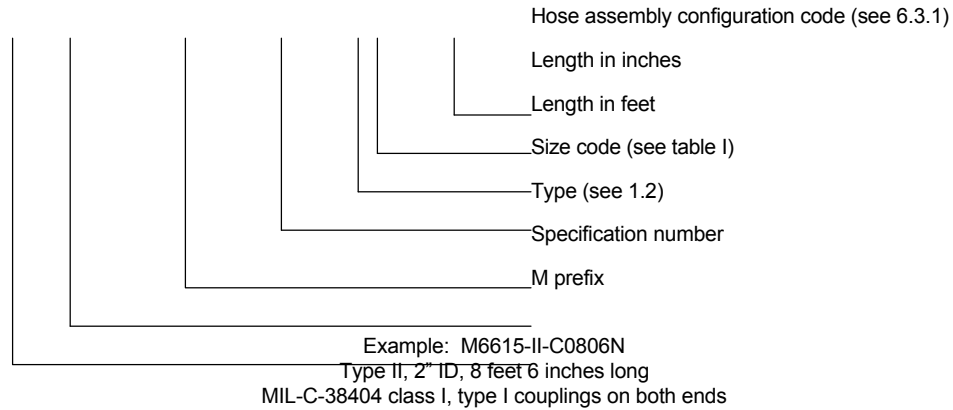 Hose assembly configuration code (see 6.3.1)
Length in inches
Length in feet
Size code (see table I)
Type (see 1.2)
Specification number
M prefix
Example: M6615-II-C0806N
Type II, 2” ID, 8 feet 6 inches long
MIL-C-38404 class I, type I couplings on both ends